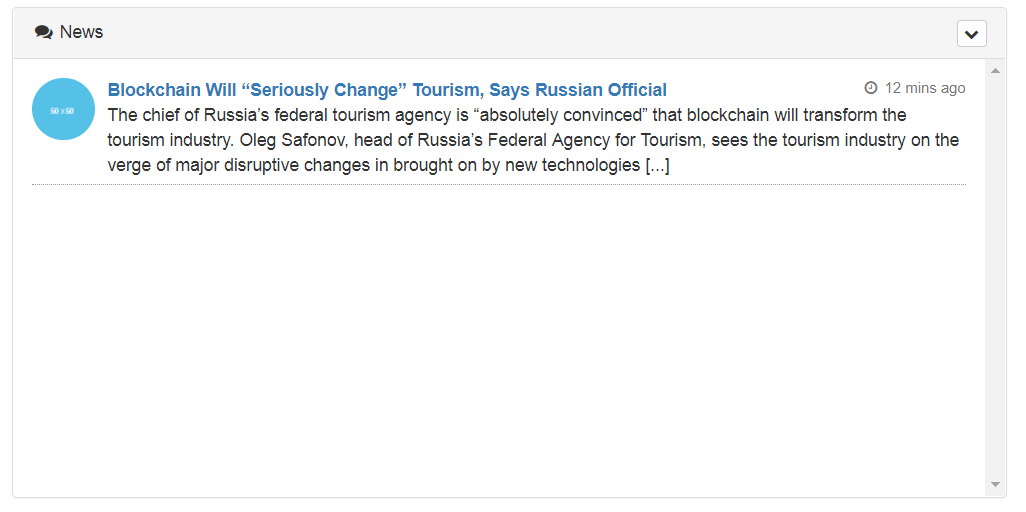 News
Blockchain Will “Seriously Change” Tourism, Says Russian Official
12 mins ago
50 x 50
The chief of Russia’s federal tourism agency is “absolutely convinced” that blockchain will transform the
tourism industry. Oleg Safonov, head of Russia’s Federal Agency for Tourism, sees the tourism industry on the
verge of major disruptive changes in brought on by new technologies [...]